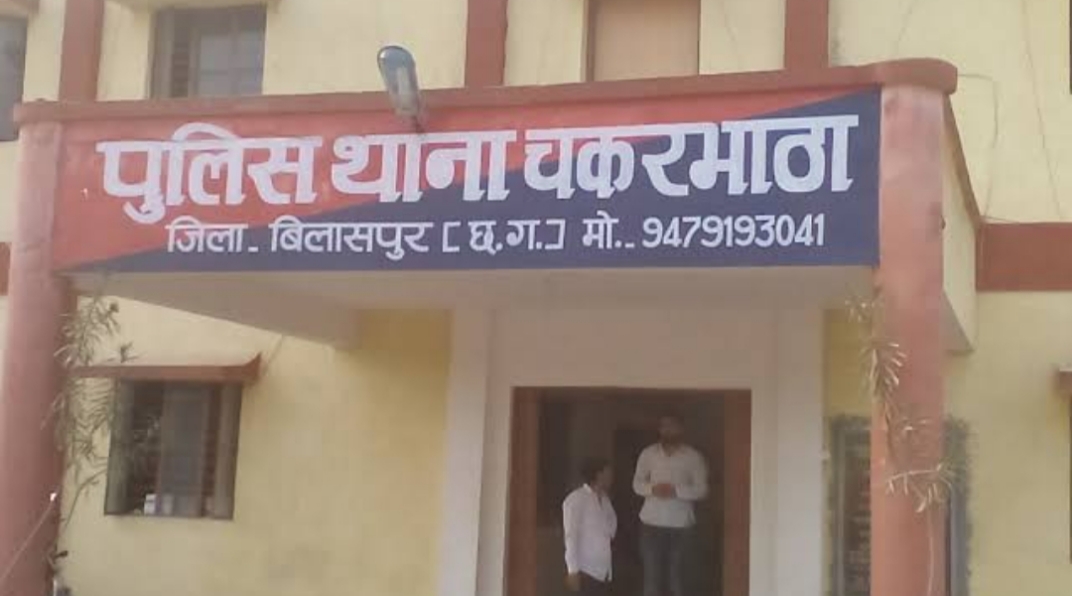 पुलिस थाना चकरभाठा
जिला- बिलासपुर [ छ.ग.] मो.- 9479193041